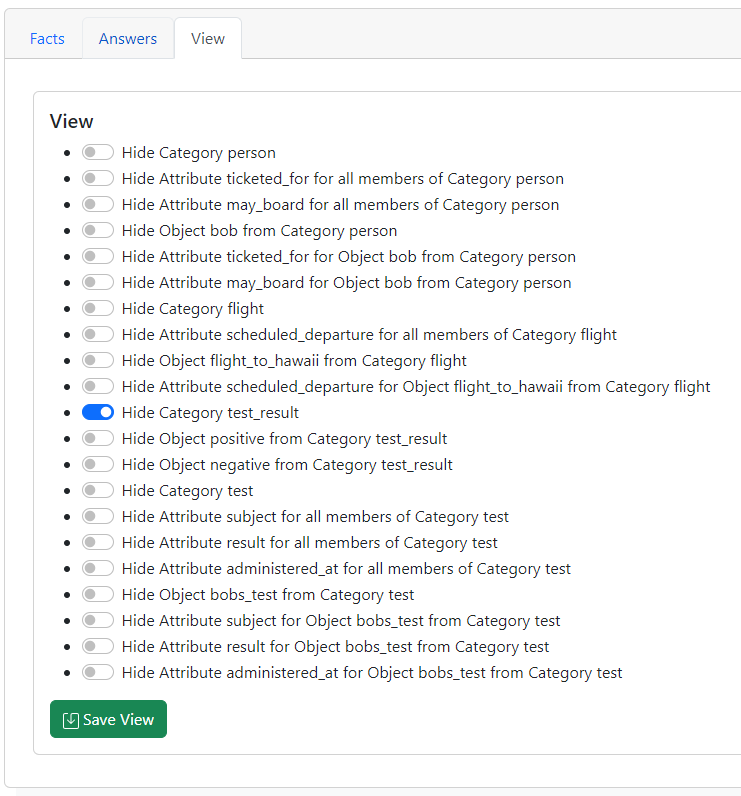 Facts
Answers
View
View
Hide Category person
Hide Attribute ticketed_for for all members of Category person
Hide Attribute may_board for all members of Category person
Hide Object bob from Category person
Hide Attribute ticketed_for for Object bob from Category person
Hide Attribute may_board for Object bob from Category person
Hide Category flight
Hide Attribute scheduled_departure for all members of Category flight
Hide Object flight_to_hawaii from Category flight
Hide Attribute scheduled_departure for Object flight_to_hawaii from Category flight
Hide Category test_result
Hide Object positive from Category test_result
Hide Object negative from Category test_result
Hide Category test
Hide Attribute subject for all members of Category test
Hide Attribute result for all members of Category test
Hide Attribute administered_at for all members of Category test
Hide Object bobs_test from Category test
Hide Attribute subject for Object bobs_test from Category test
Hide Attribute result for Object bobs_test from Category test
Hide Attribute administered_at for Object bobs_test from Category test
Save View